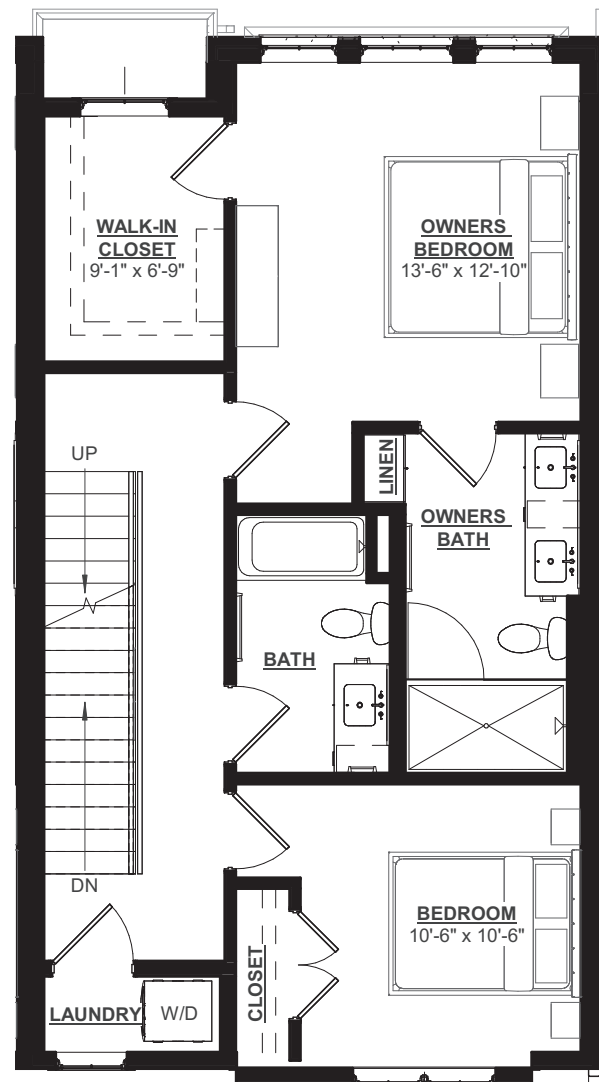 WALK-IN
CLOSET
9'-1" x 6'-9"
OWNERS
BEDROOM
13'-6" x 12'-10"
UP
LINEN
OWNERS
BATH
BATH
DN
BEDROOM
10'-6" x 10'-6"
CLOSET
LAUNDRY
W/D